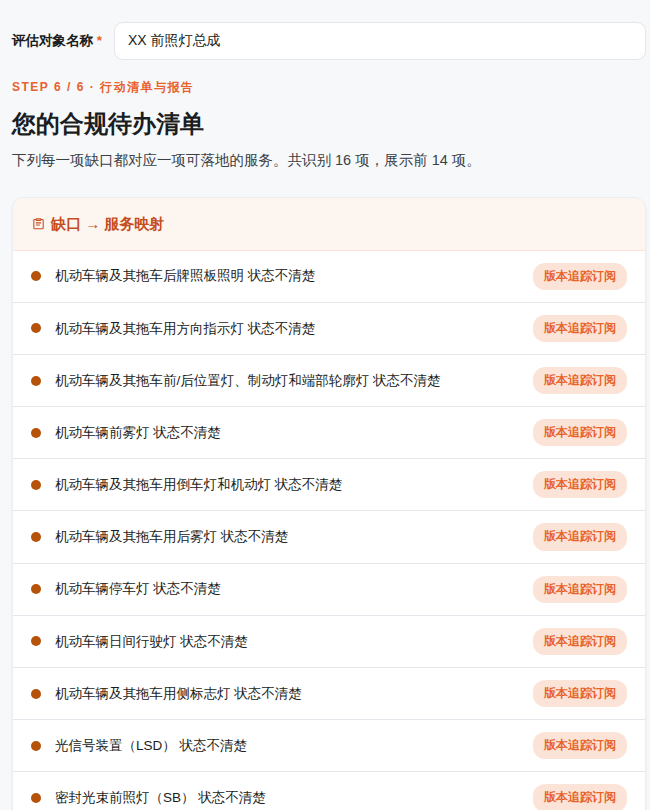 评估对象名称 *
XX 前照灯总成
STEP 6 / 6 · 行动清单与报告
您的合规待办清单
下列每一项缺口都对应一项可落地的服务。共识别 16 项，展示前 14 项。
缺口 → 服务映射
机动车辆及其拖车后牌照板照明 状态不清楚 版本追踪订阅
机动车辆及其拖车用方向指示灯 状态不清楚 版本追踪订阅
机动车辆及其拖车前/后位置灯、制动灯和端部轮廓灯 状态不清楚 版本追踪订阅
机动车辆前雾灯 状态不清楚 版本追踪订阅
机动车辆及其拖车用倒车灯和机动灯 状态不清楚 版本追踪订阅
机动车辆及其拖车用后雾灯 状态不清楚 版本追踪订阅
机动车辆停车灯 状态不清楚 版本追踪订阅
机动车辆日间行驶灯 状态不清楚 版本追踪订阅
机动车辆及其拖车用侧标志灯 状态不清楚 版本追踪订阅
光信号装置（LSD） 状态不清楚 版本追踪订阅
密封光束前照灯（SB） 状态不清楚 版本追踪订阅